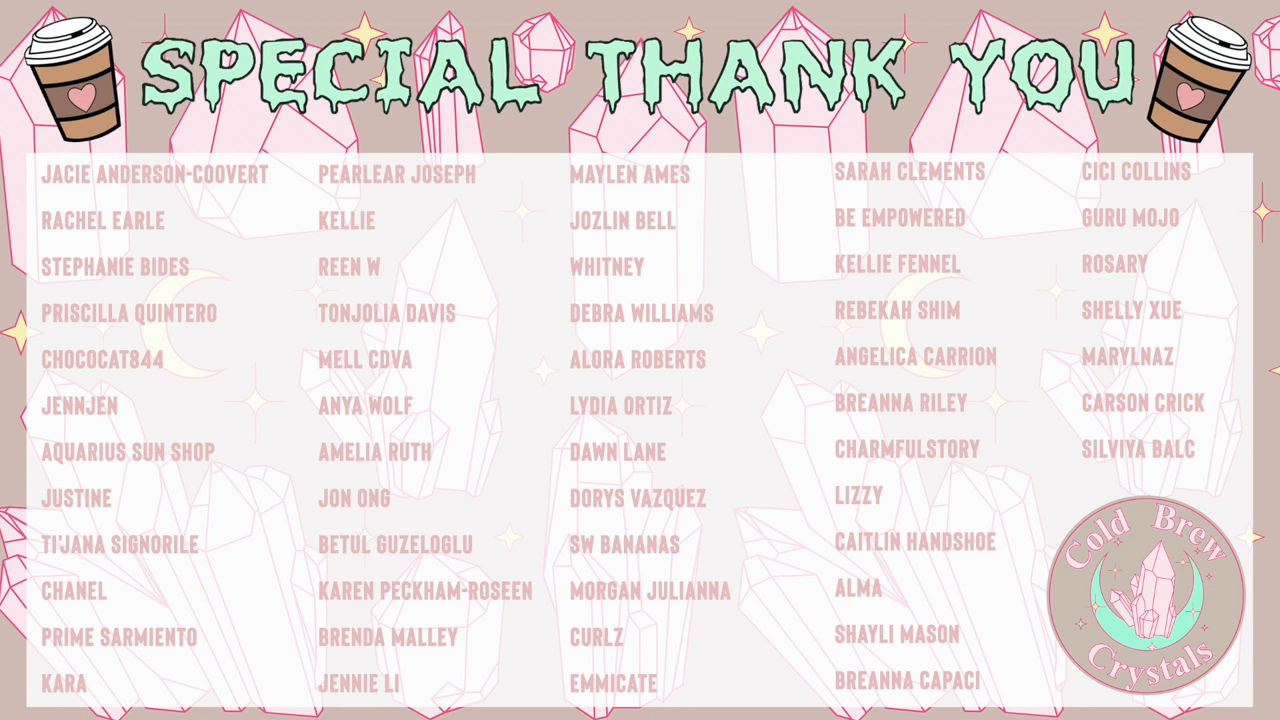 SPECIAL THANK YOU
JACIE ANDERSON-COOVERT
RACHEL EARLE
STEPHANIE BIDES
PRISCILLA QUINTERO
CHOCOCAT844
JENNJEN
AQUARIUS SUN SHOP
JUSTINE
TI'JANA SIGNORILE
CHANEL
PRIME SARMIENTO
KARA
PEARLEAR JOSEPH
KELLIE
REEN W
TONJOLIA DAVIS
MELL CDVA
ANYA WOLF
AMELIA RUTH
JON ONG
BETUL GUZELOGLU
KAREN PECKHAM-ROSEEN
BRENDA MALLEY
JENNIE LI
MAYLEN AMES
JOZLIN BELL
WHITNEY
DEBRA WILLIAMS
ALORA ROBERTS
LYDIA ORTIZ
DAWN LANE
DORYS VAZQUEZ
SW BANANAS
MORGAN JULIANNA
CURLZ
EMMICATE
SARAH CLEMENTS
BE EMPOWERED
KELLIE FENNEL
REBEKAH SHIM
ANGELICA CARRION
BREANNA RILEY
CHARMFULSTORY
LIZZY
CAITLIN HANDSHOE
ALMA
SHAYLI MASON
BREANNA CAPACI
CICI COLLINS
GURU MOJO
ROSARY
SHELLY XUE
MARYLNAZ
CARSON CRICK
SILVIYA BALC
Cold Brew
Crystals